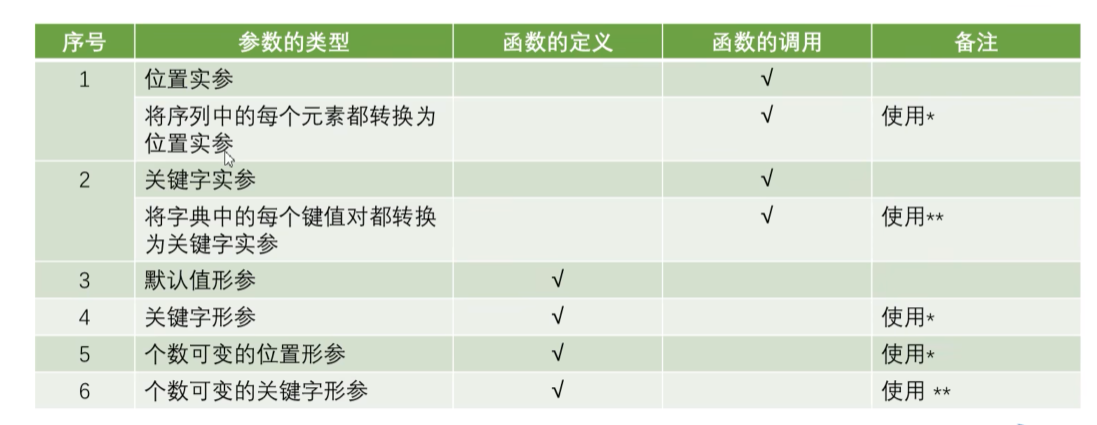 序号 参数的类型 函数的定义 函数的调用 备注
1 位置实参 √
将序列中的每个元素都转换为 √ 使用*
位置实参
2 关键字实参 √
将字典中的每个键值对都转换 √ 使用**
为关键字实参
3 默认值形参 √
4 关键字形参 √ 使用*
5 个数可变的位置形参 √ 使用*
6 个数可变的关键字形参 √ 使用 **